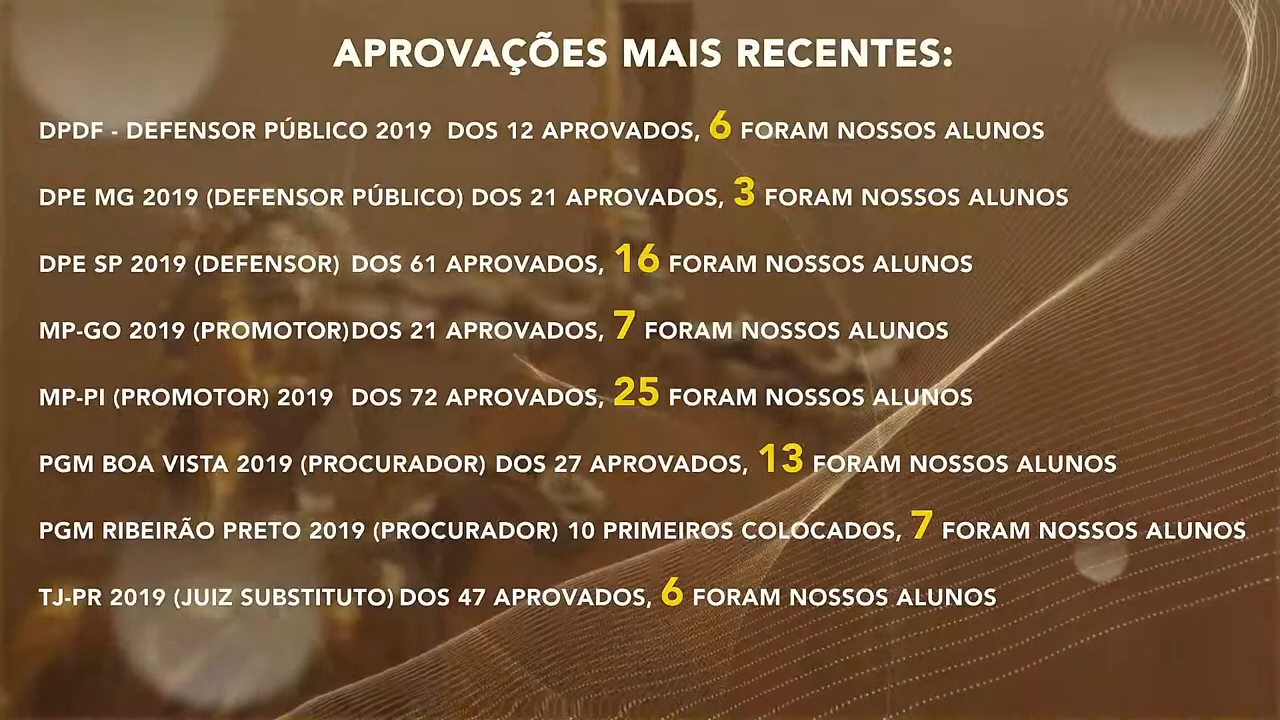 APROVAÇÕES MAIS RECENTES:
DPDF - DEFENSOR PÚBLICO 2019 DOS 12 APROVADOS, 6 FORAM NOSSOS ALUNOS
DPE MG 2019 (DEFENSOR PÚBLICO) DOS 21 APROVADOS, 3 FORAM NOSSOS ALUNOS
DPE SP 2019 (DEFENSOR) DOS 61 APROVADOS, 16 FORAM NOSSOS ALUNOS
MP-GO 2019 (PROMOTOR)DOS 21 APROVADOS, 7 FORAM NOSSOS ALUNOS
MP-PI (PROMOTOR) 2019 DOS 72 APROVADOS, 25 FORAM NOSSOS ALUNOS
PGM BOA VISTA 2019 (PROCURADOR) DOS 27 APROVADOS, 13 FORAM NOSSOS ALUNOS
PGM RIBEIRÃO PRETO 2019 (PROCURADOR) 10 PRIMEIROS COLOCADOS, 7 FORAM NOSSOS ALUNOS
TJ-PR 2019 (JUIZ SUBSTITUTO) DOS 47 APROVADOS, 6 FORAM NOSSOS ALUNOS